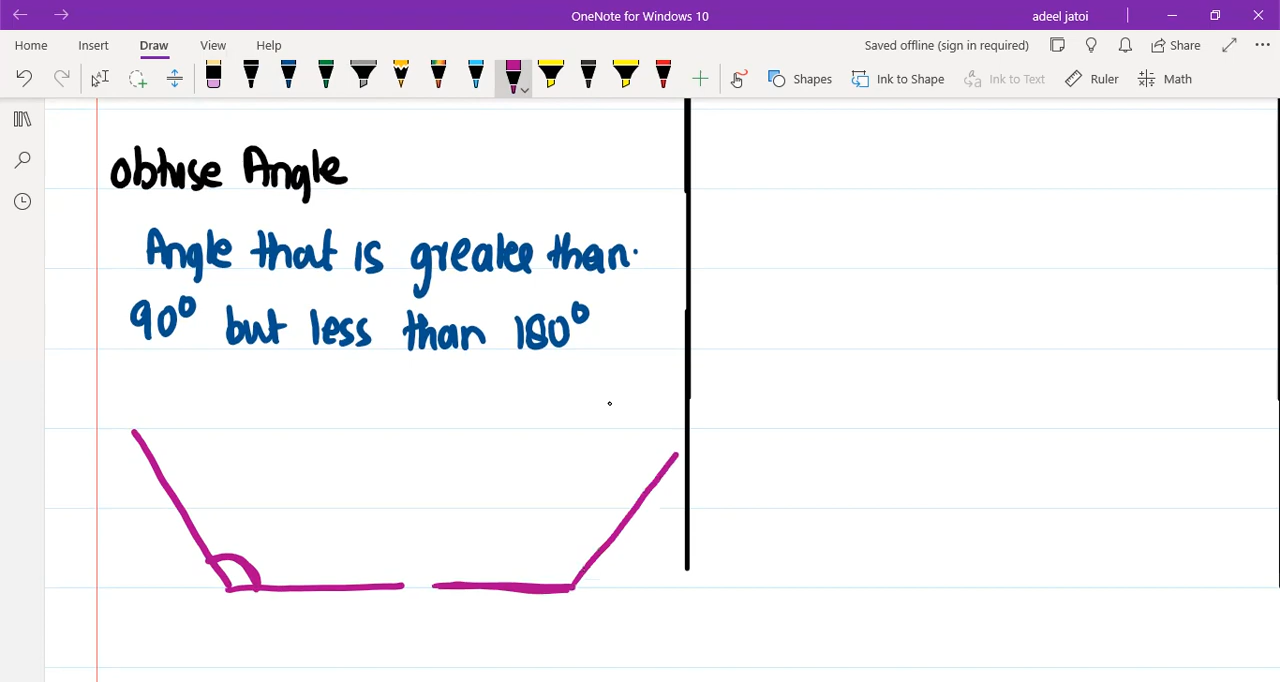 OneNote for Windows 10
adeel jatoi
Home Insert Draw View Help
Saved offline (sign in required) Share
Shapes Ink to Shape Ink to Text Ruler Math
obtuse Angle
Angle that is greater than
90° but less than 180°